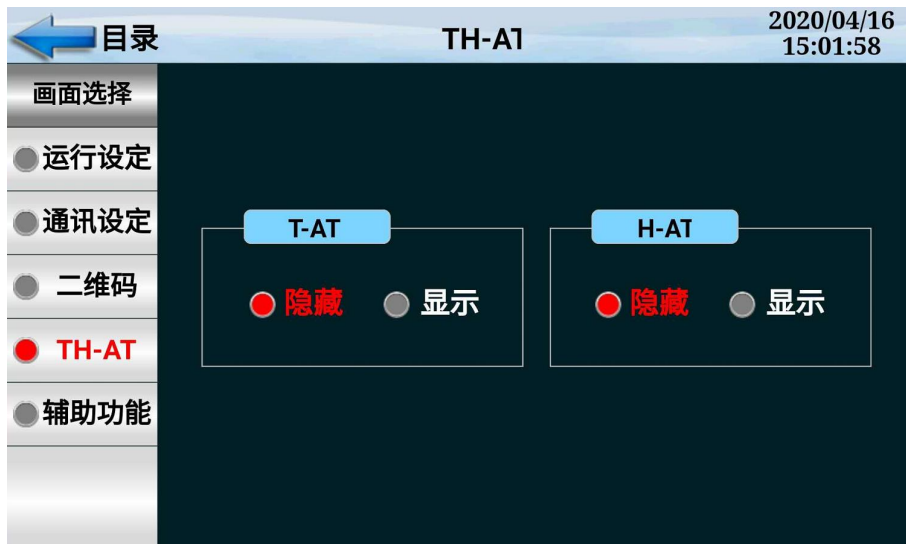 目录
TH-AT
2020/04/16
15:01:58
画面选择
运行设定
通讯设定
二维码
TH-AT
辅助功能
T-AT
隐藏 显示
H-AT
隐藏 显示